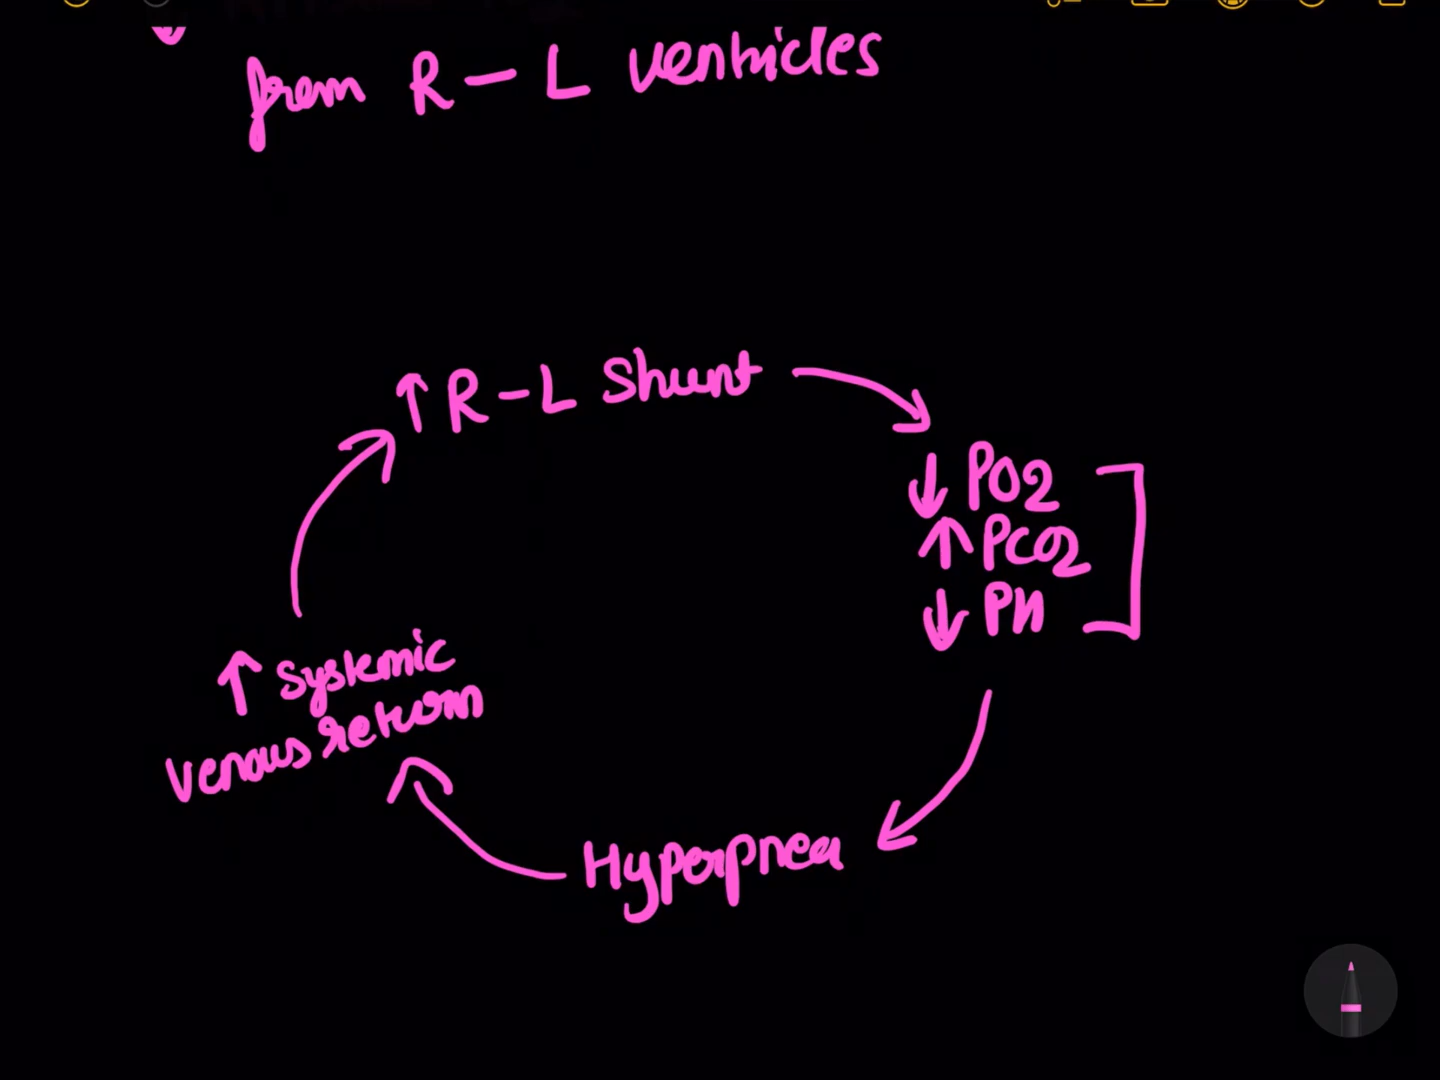 from R - L ventricles
↑ R - L Shunt
↓ PO2
↑ PCO2
↓ PH
Hyperpnea
↑ Systemic
venous return